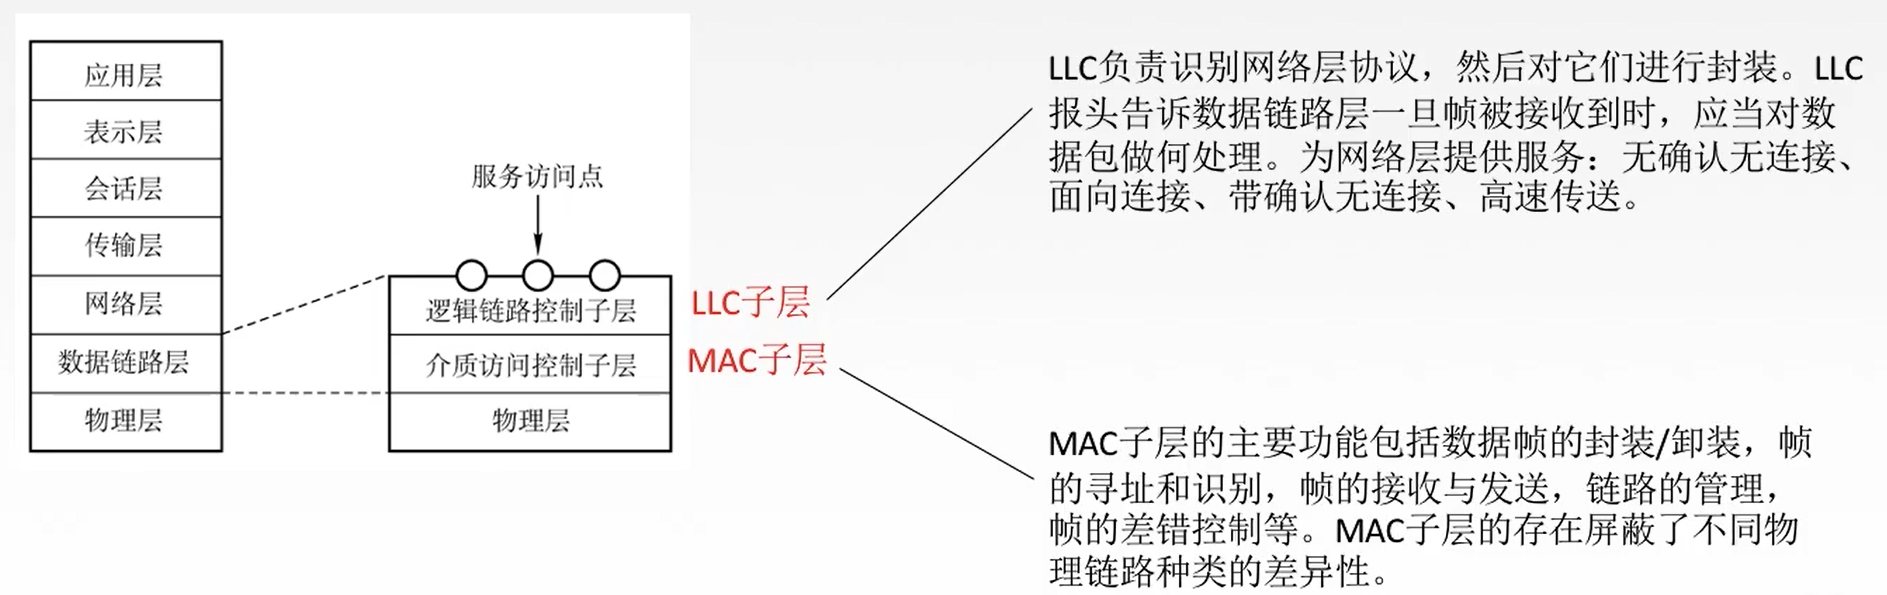 应用层
表示层
会话层
传输层
网络层
数据链路层
物理层
服务访问点
逻辑链路控制子层
介质访问控制子层
物理层
LLC子层
MAC子层
LLC负责识别网络层协议，然后对它们进行封装。LLC
报头告诉数据链路层一旦帧被接收到时，应当对数
据包做何处理。为网络层提供服务：无确认无连接、
面向连接、带确认无连接、高速传送。
MAC子层的主要功能包括数据帧的封装/卸装，帧
的寻址和识别，帧的接收与发送，链路的管理，
帧的差错控制等。MAC子层的存在屏蔽了不同物
理链路种类的差异性。